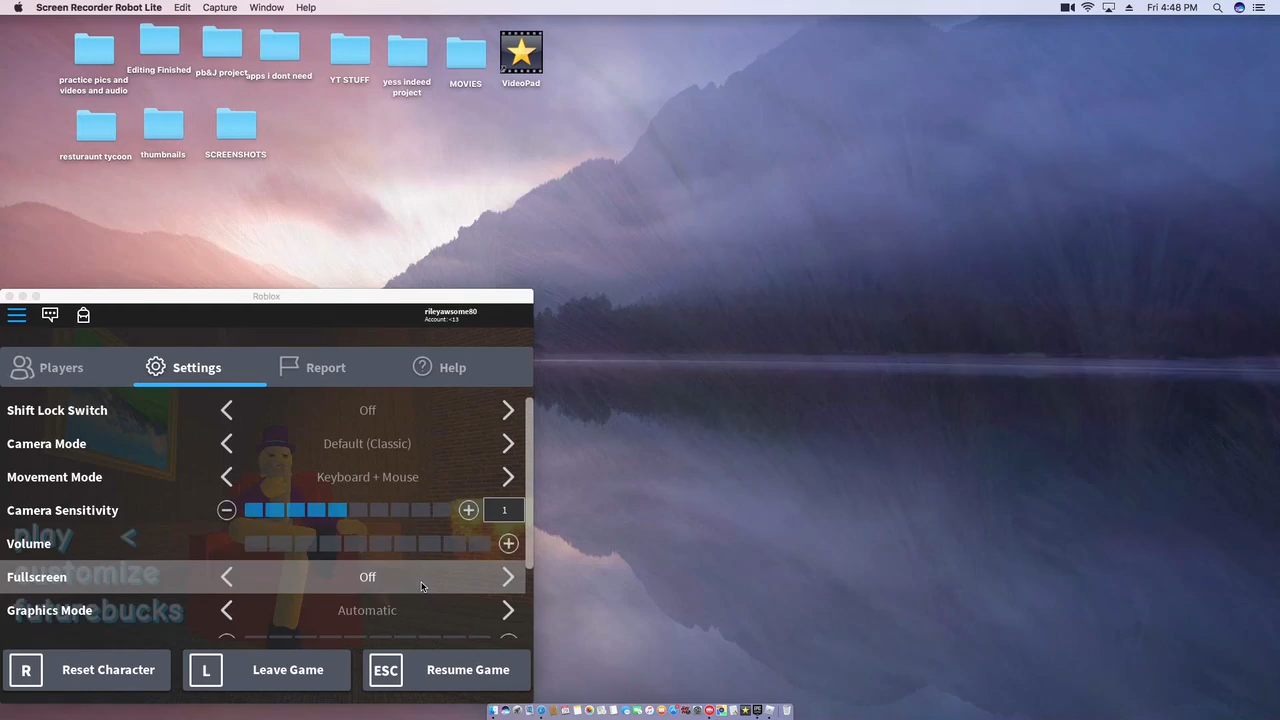 Screen Recorder Robot Lite Edit Capture Window Help Fri 4:48 PM
practice pics and
videos and audio
Editing Finished
pb&J project
apps i dont need
YT STUFF
yess indeed
project
MOVIES
VideoPad
resturaunt tycoon
thumbnails
SCREENSHOTS
Roblox
rileyawsome80
Account: <13
Players Settings Report Help
Shift Lock Switch Off
Camera Mode Default (Classic)
Movement Mode Keyboard + Mouse
Camera Sensitivity 1
Volume
play <
Fullscreen Off
customize
Graphics Mode Automatic
futurebucks
R Reset Character L Leave Game ESC Resume Game